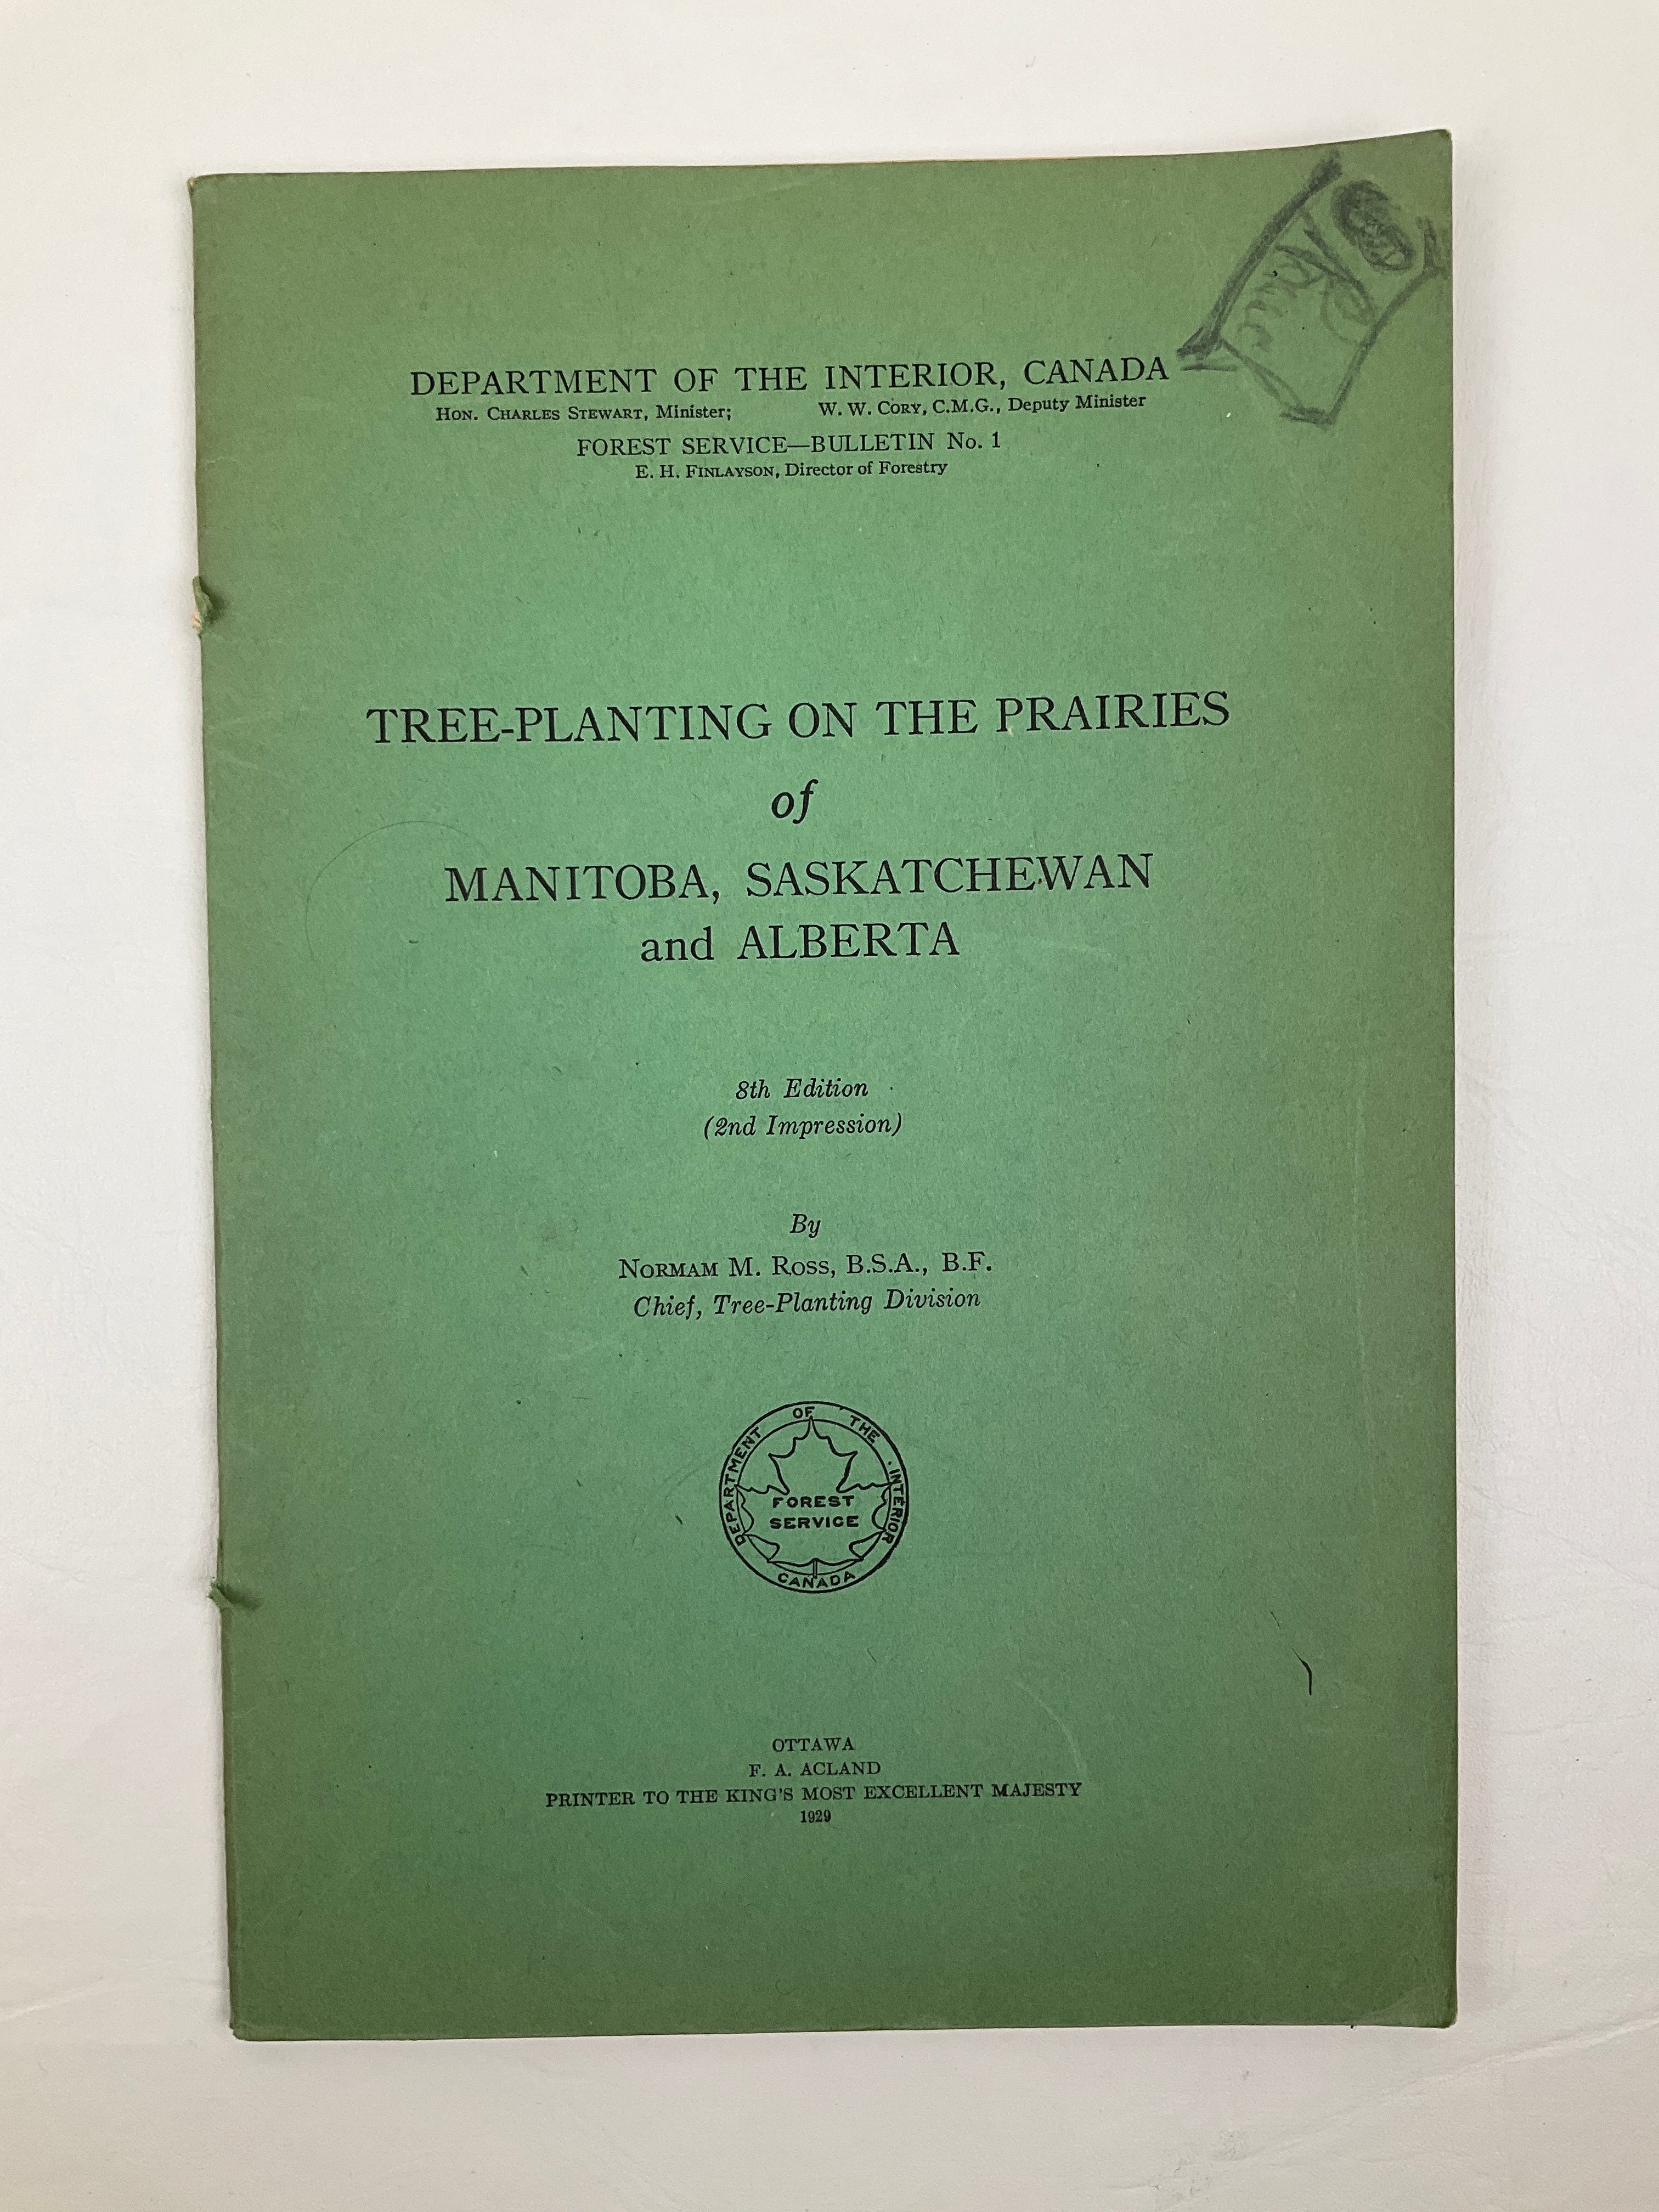 DEPARTMENT OF THE INTERIOR, CANADA
HON. CHARLES STEWART, Minister; W. W. CORY, C.M.G., Deputy Minister
FOREST SERVICE—BULLETIN No. 1
E. H. FINLAYSON, Director of Forestry
TREE-PLANTING ON THE PRAIRIES
of
MANITOBA, SASKATCHEWAN
and ALBERTA
8th Edition
(2nd Impression)
By
NORMAM M. ROSS, B.S.A., B.F.
Chief, Tree-Planting Division
DEPARTMENT OF THE INTERIOR
FOREST
SERVICE
CANADA
OTTAWA
F. A. ACLAND
PRINTER TO THE KING'S MOST EXCELLENT MAJESTY
1929